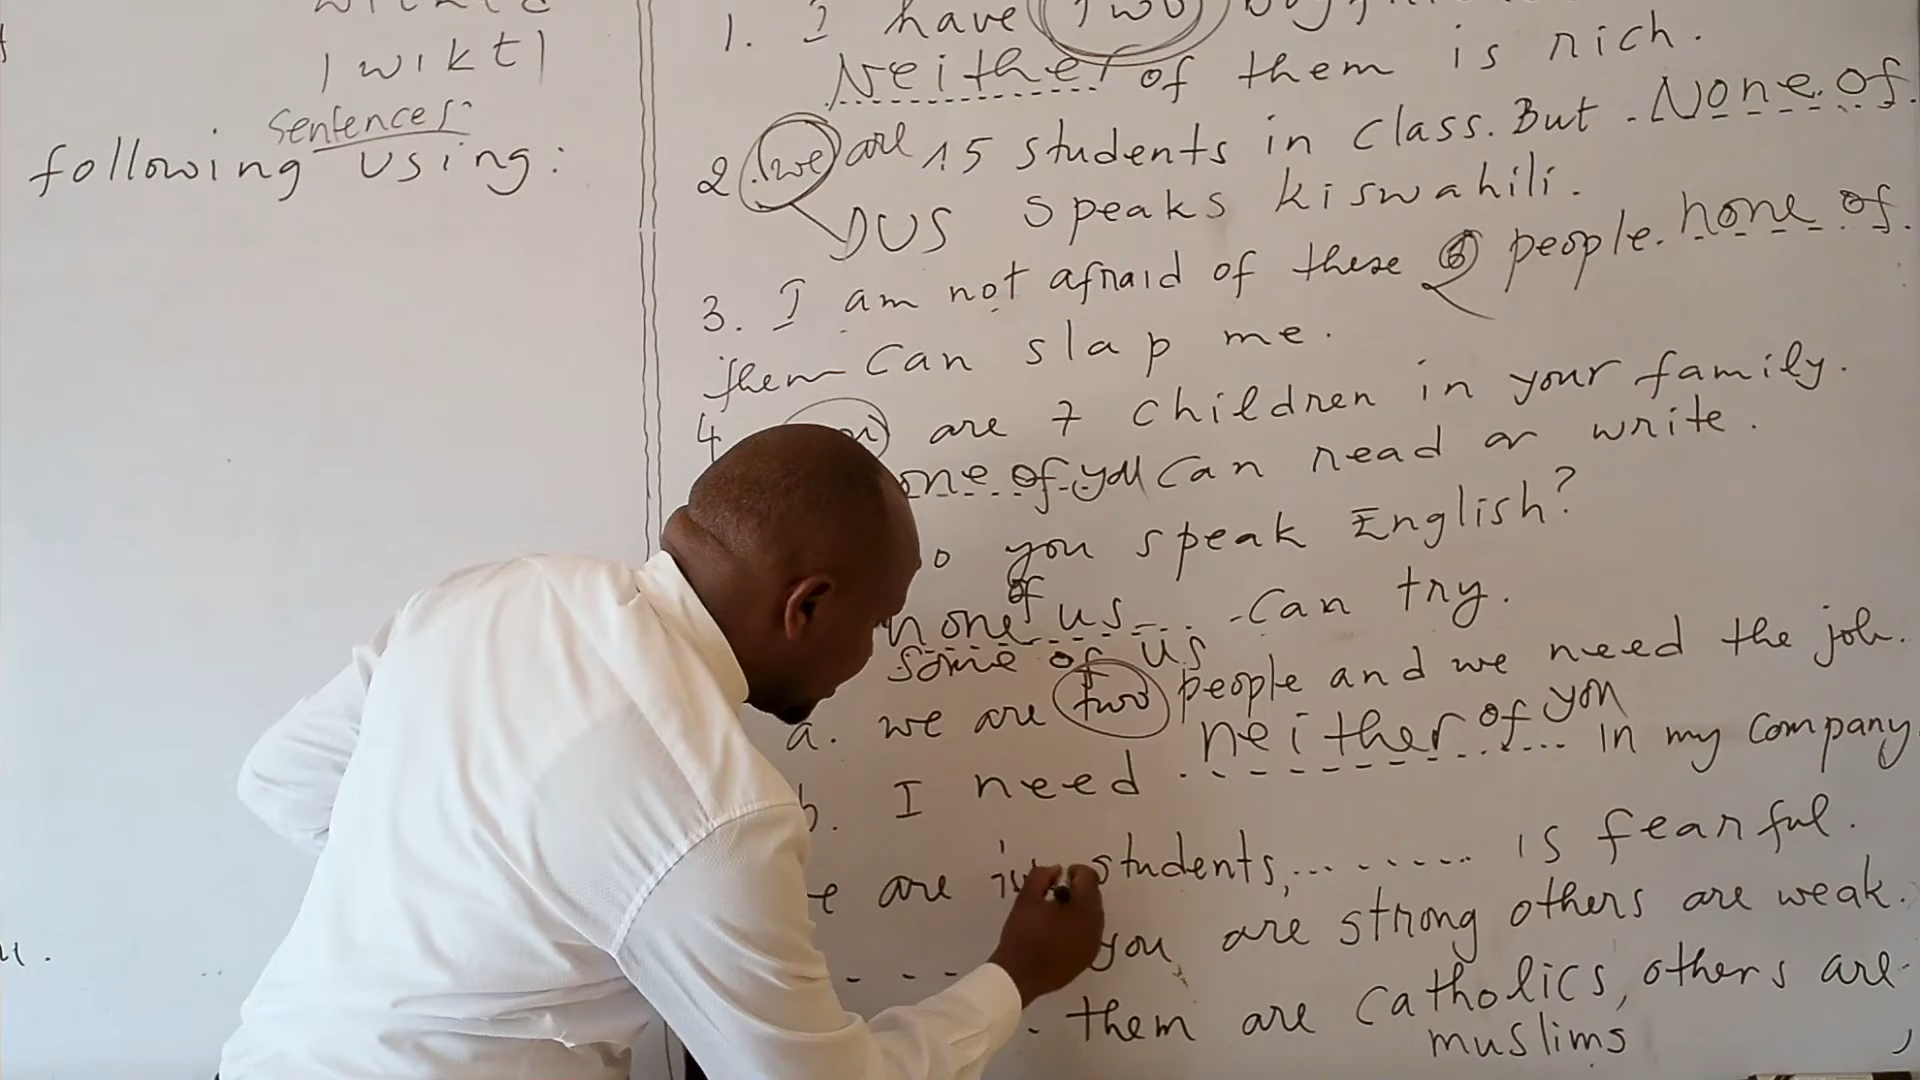 |wikt|
sentences
following using:
1. I have two
Neither of them is rich.
2 we are 15 students in class. But None of
DUS speaks kiswahili.
3. I am not afraid of these people. none of
them can slap me.
4 are 7 children in your family.
one of you can read or write.
o you speak English?
none of us can try.
some of us
a. we are two people and we need the job.
b. I need neither of you in my company
e are students, is fearful.
you are strong others are weak.
them are catholics, others are
muslims